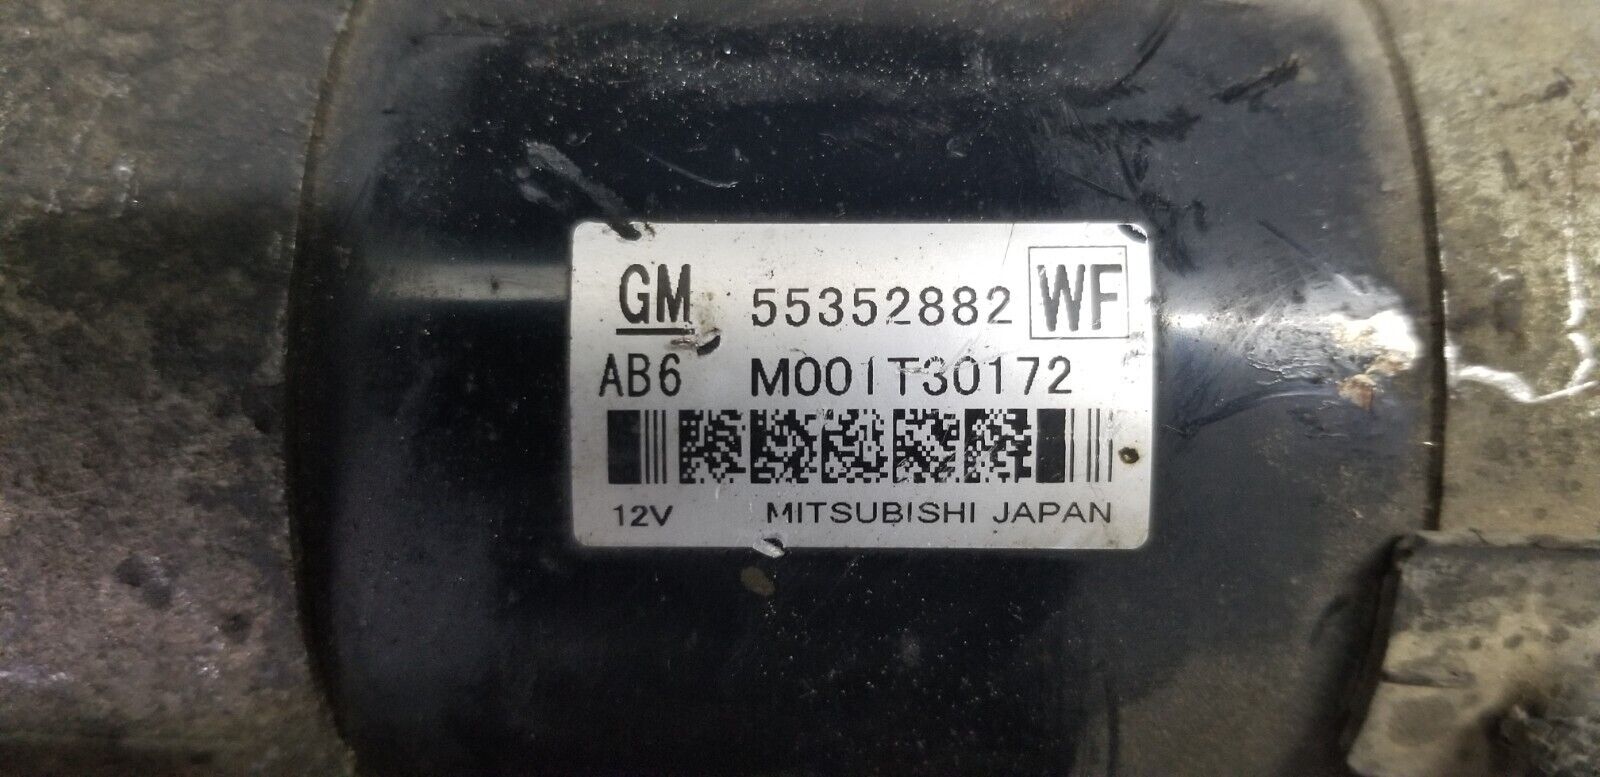 GM 55352882 WF
AB6 M001T30172
12V MITSUBISHI JAPAN